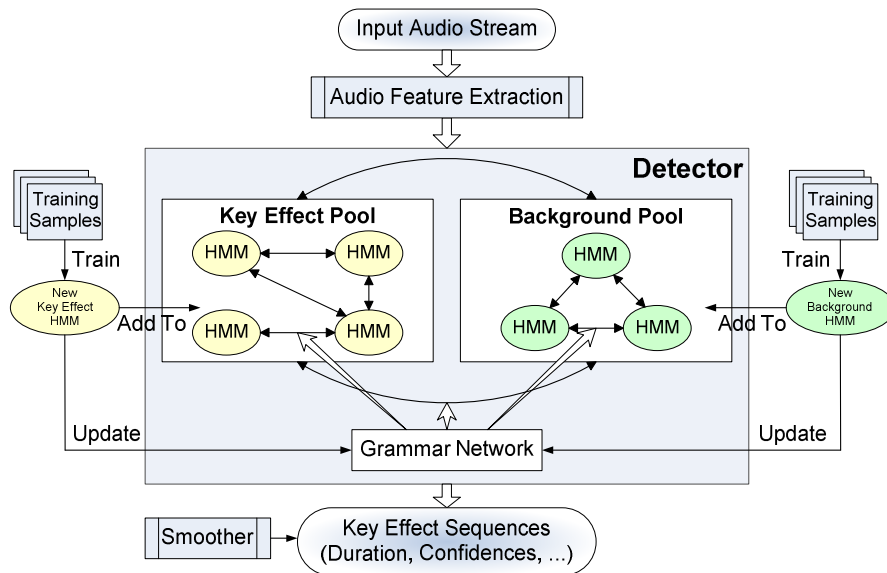 Input Audio Stream
Audio Feature Extraction
Detector
Training
Samples
Train
New
Key Effect
HMM
Add To
Update
Key Effect Pool
HMM
HMM
HMM
HMM
Background Pool
HMM
HMM
HMM
Training
Samples
Train
New
Background
HMM
Add To
Update
Grammar Network
Smoother
Key Effect Sequences
(Duration, Confidences, ...)